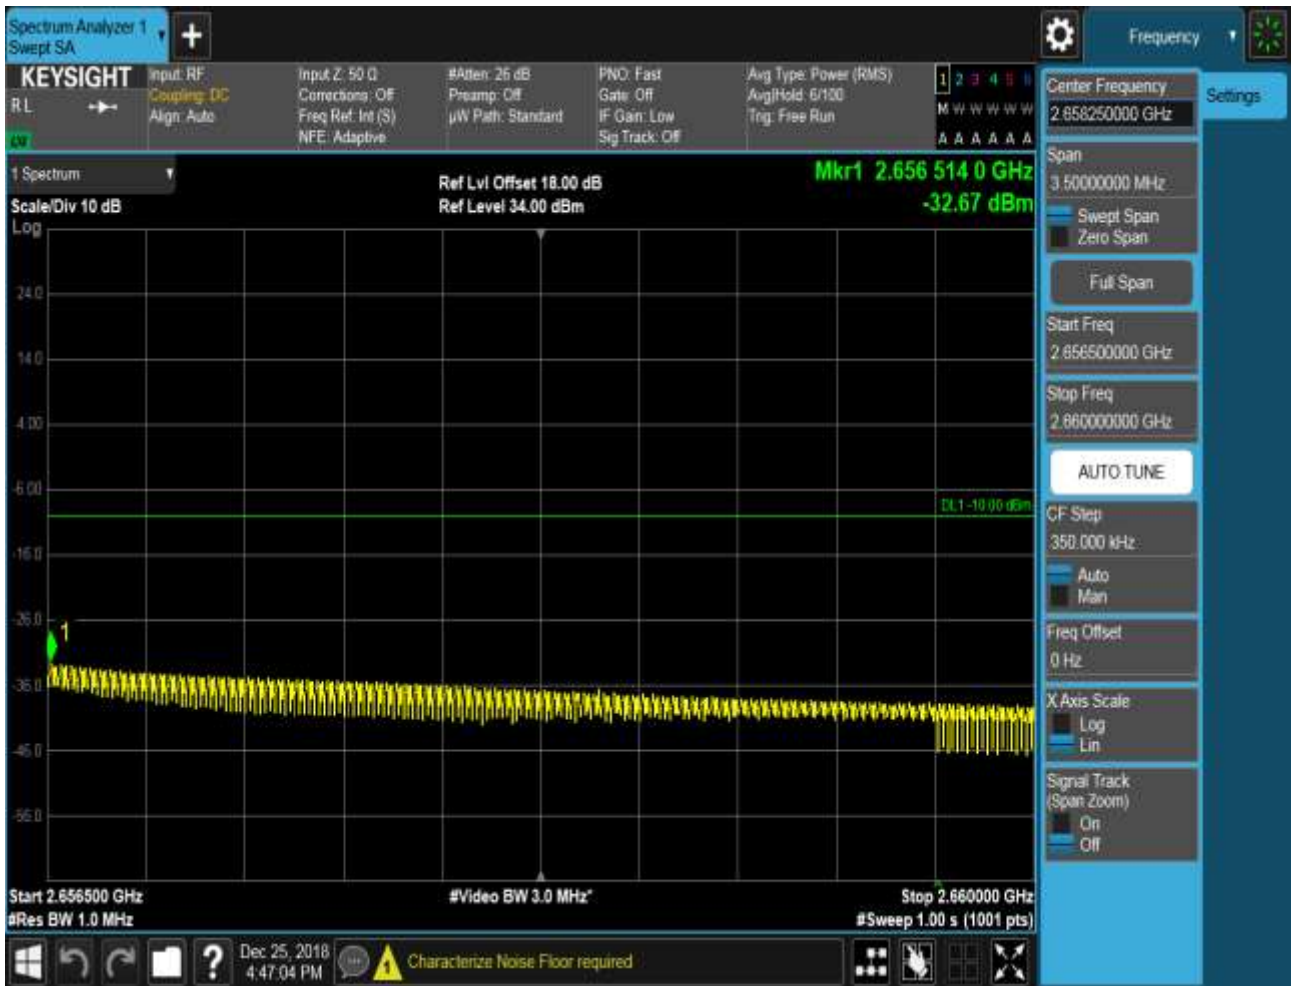 Spectrum Analyzer 1
Swept SA
Frequency
KEYSIGHT
R L
Input: RF
Coupling: DC
Align: Auto
Input Z: 50 Ω
Corrections: Off
Freq Ref: Int (S)
NFE: Adaptive
#Atten: 26 dB
Preamp: Off
µW Path: Standard
PNO: Fast
Gate: Off
IF Gain: Low
Sig Track: Off
Avg Type: Power (RMS)
Avg|Hold: 6/100
Trig: Free Run
1 2 3 4 5 6
M W W W W W
A A A A A A
1 Spectrum
Scale/Div 10 dB
Log
Ref Lvl Offset 18.00 dB
Ref Level 34.00 dBm
Mkr1 2.656 514 0 GHz
-32.67 dBm
24.0
14.0
4.00
-6.00
-16.0
-26.0
-36.0
-46.0
-56.0
DL1 -10.00 dBm
1
Start 2.656500 GHz
#Res BW 1.0 MHz
#Video BW 3.0 MHz*
Stop 2.660000 GHz
#Sweep 1.00 s (1001 pts)
Center Frequency
2.658250000 GHz
Settings
Span
3.50000000 MHz
Swept Span
Zero Span
Full Span
Start Freq
2.656500000 GHz
Stop Freq
2.660000000 GHz
AUTO TUNE
CF Step
350.000 kHz
Auto
Man
Freq Offset
0 Hz
X Axis Scale
Log
Lin
Signal Track
(Span Zoom)
On
Off
?
Dec 25, 2018
4:47:04 PM
1
Characterize Noise Floor required